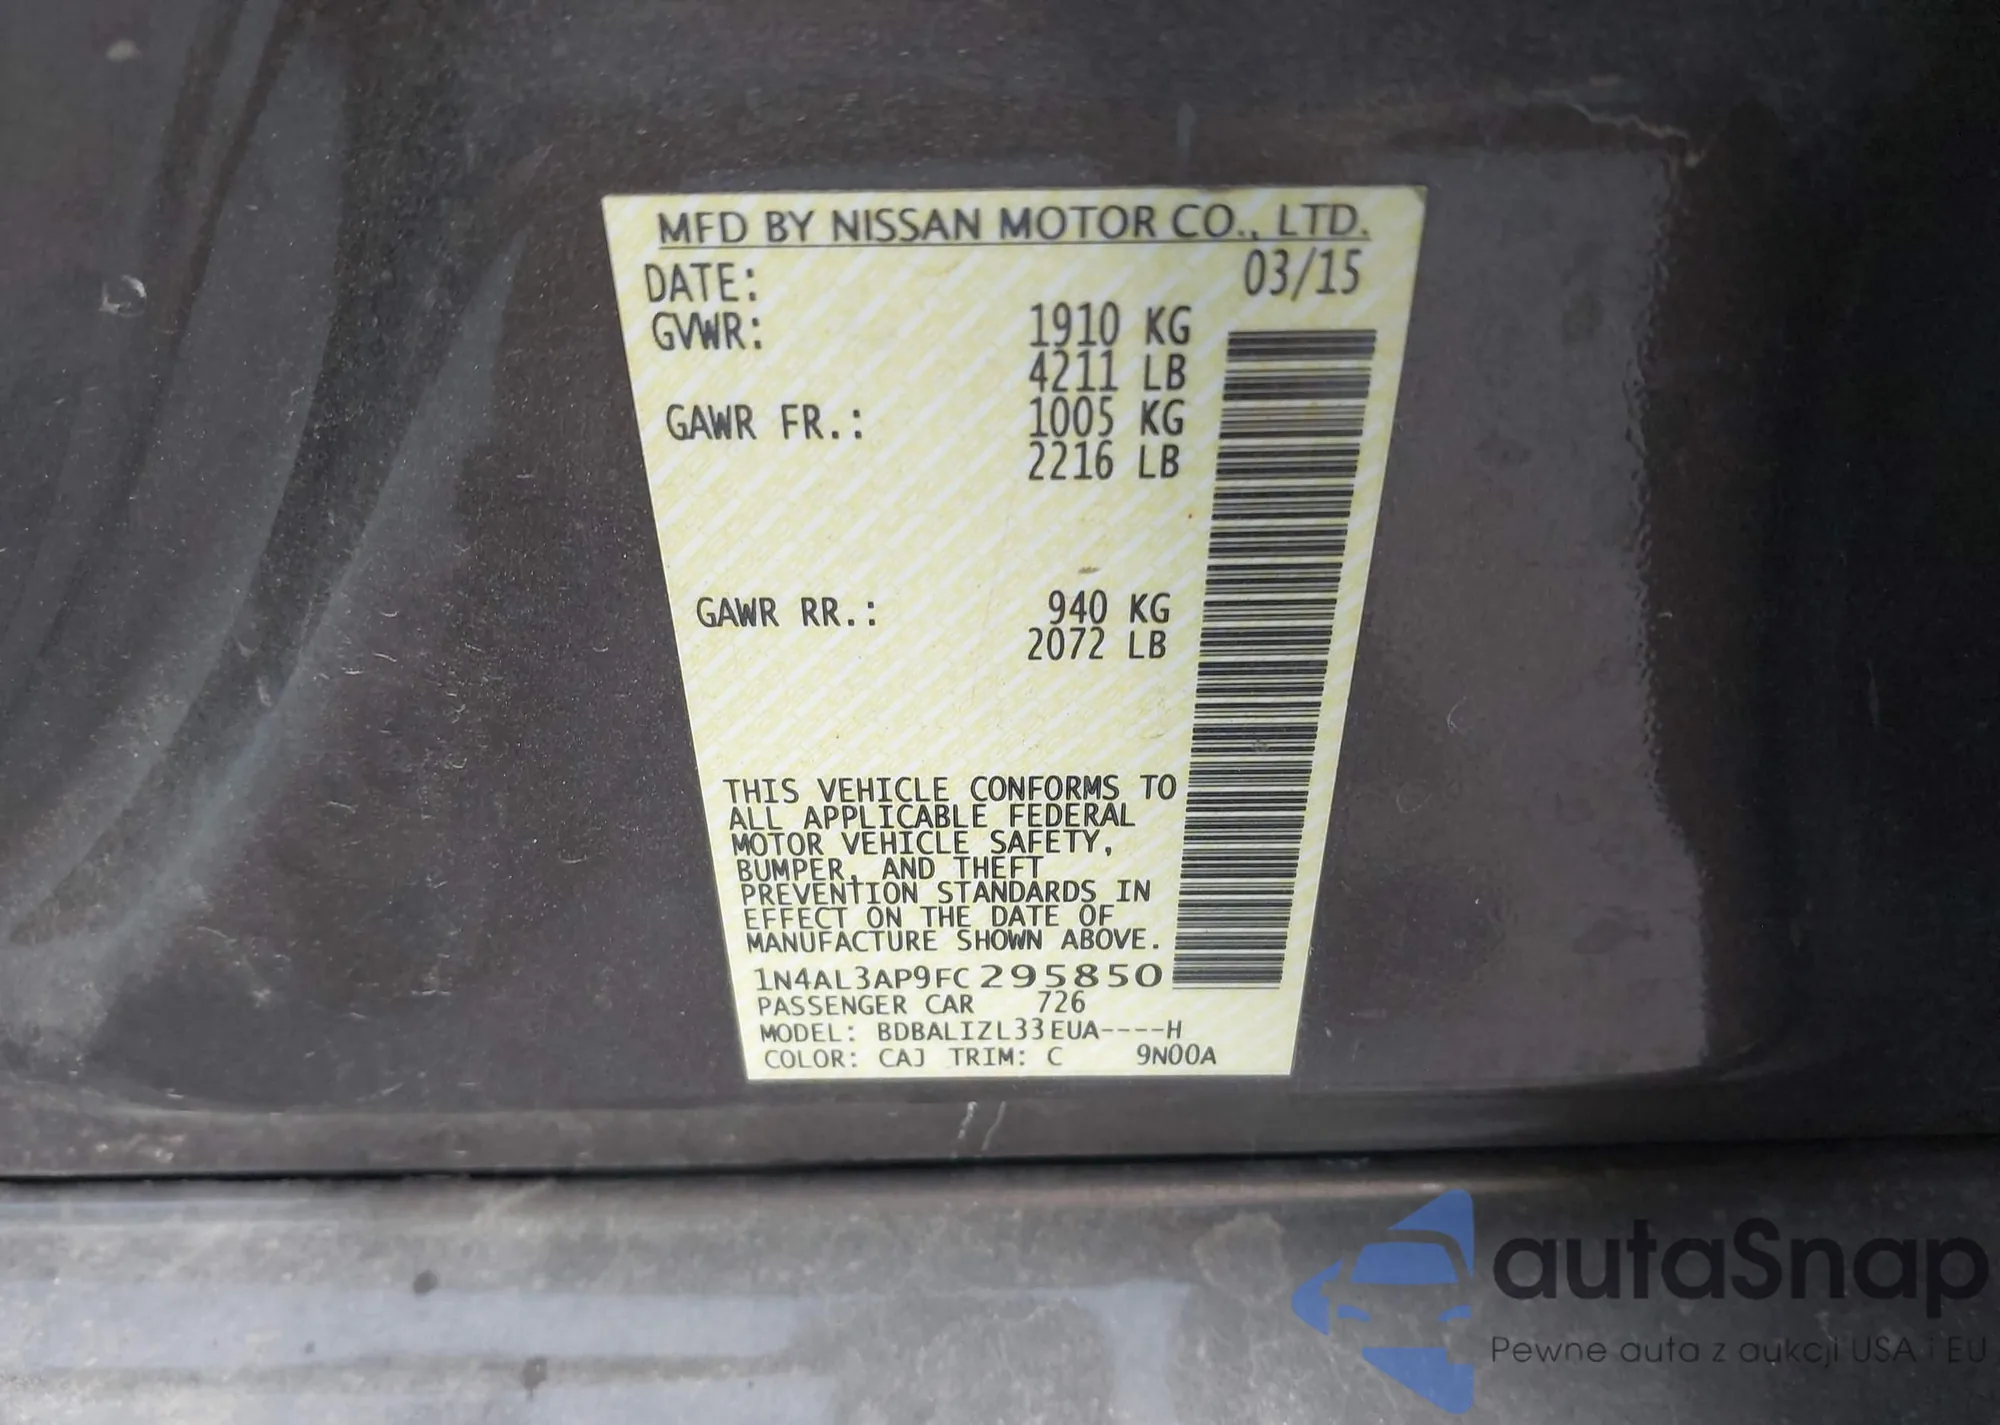 MFD BY NISSAN MOTOR CO., LTD.
DATE: 03/15
GVWR: 1910 KG
4211 LB
GAWR FR.: 1005 KG
2216 LB
GAWR RR.: 940 KG
2072 LB
THIS VEHICLE CONFORMS TO
ALL APPLICABLE FEDERAL
MOTOR VEHICLE SAFETY,
BUMPER, AND THEFT
PREVENTION STANDARDS IN
EFFECT ON THE DATE OF
MANUFACTURE SHOWN ABOVE.
1N4AL3AP9FC295850
PASSENGER CAR 726
MODEL: BDBALIZL33EUA----H
COLOR: CAJ TRIM: C 9N00A
autaSnap
Pewne auta z aukcji USA i EU